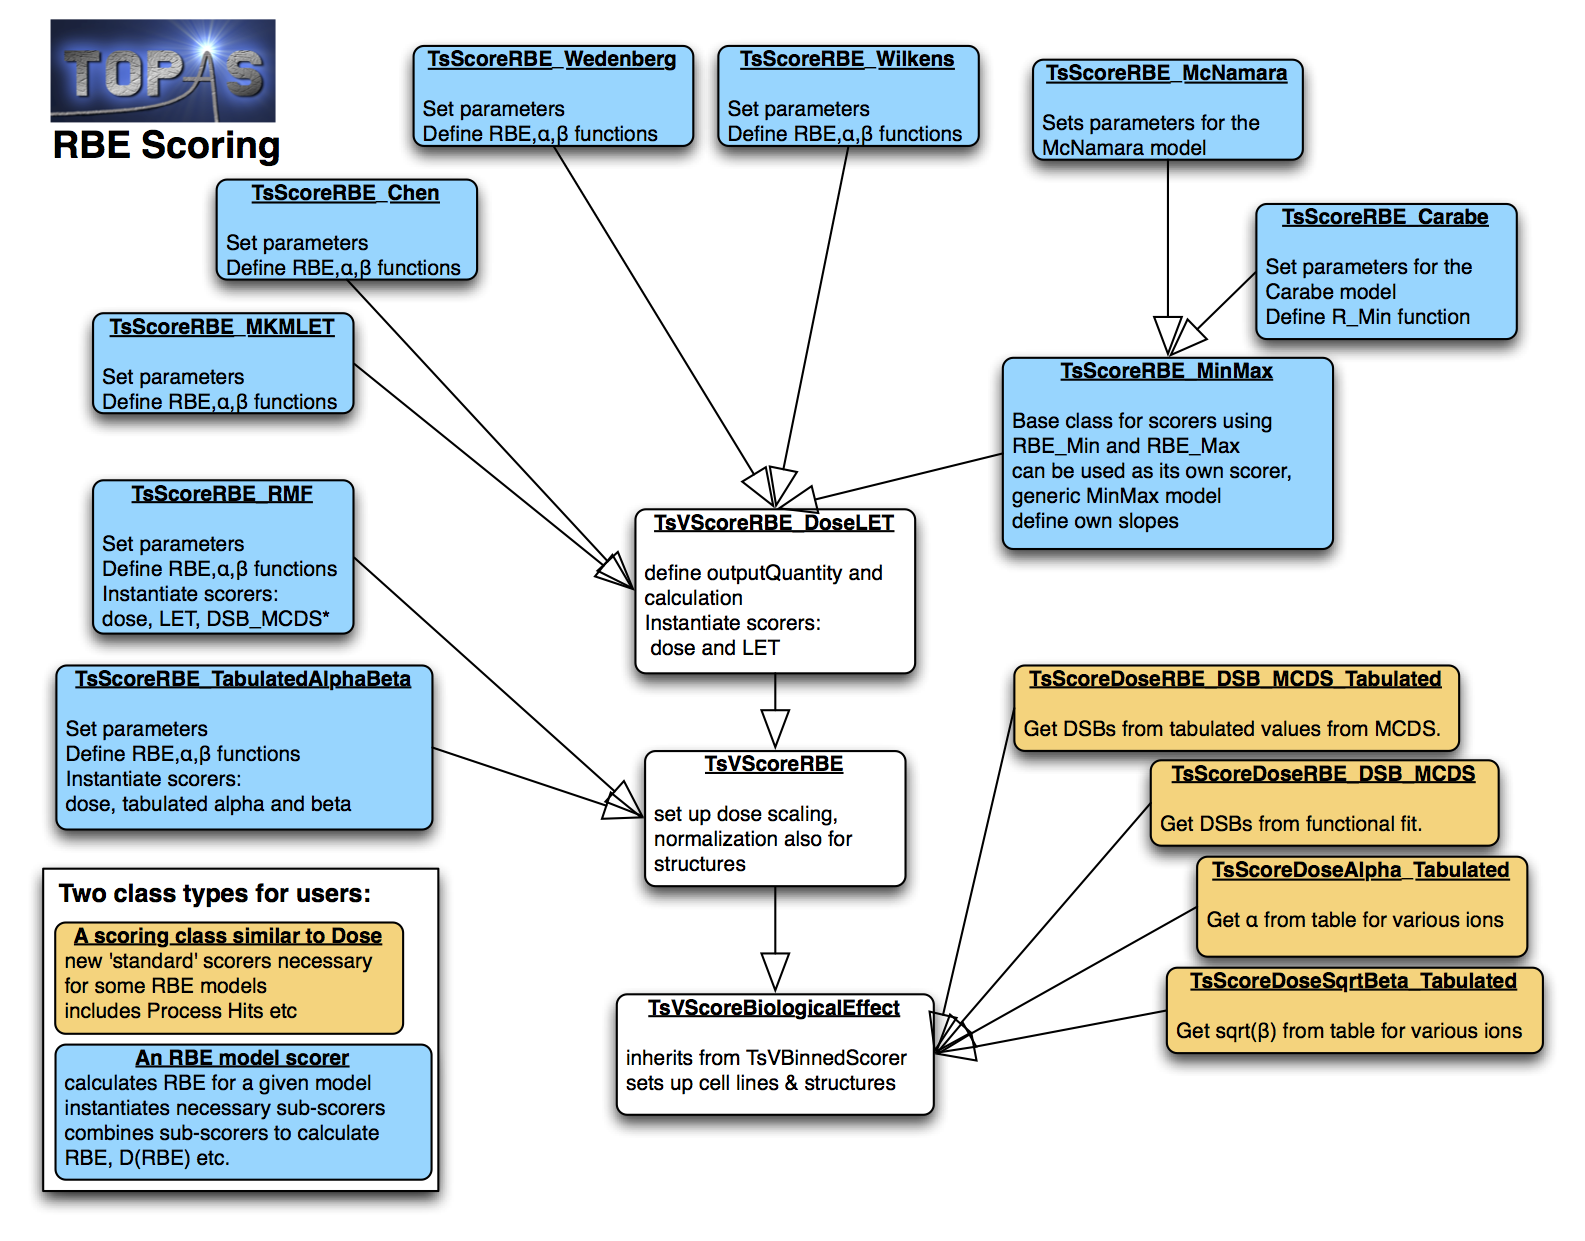 TOPAS
RBE Scoring
TsScoreRBE_Wedenberg
Set parameters
Define RBE,α,β functions
TsScoreRBE_Wilkens
Set parameters
Define RBE,α,β functions
TsScoreRBE_McNamara
Sets parameters for the
McNamara model
TsScoreRBE_Chen
Set parameters
Define RBE,α,β functions
TsScoreRBE_Carabe
Set parameters for the
Carabe model
Define R_Min function
TsScoreRBE_MKMLET
Set parameters
Define RBE,α,β functions
TsScoreRBE_MinMax
Base class for scorers using
RBE_Min and RBE_Max
can be used as its own scorer,
generic MinMax model
define own slopes
TsScoreRBE_RMF
Set parameters
Define RBE,α,β functions
Instantiate scorers:
dose, LET, DSB_MCDS*
TsVScoreRBE_DoseLET
define outputQuantity and
calculation
Instantiate scorers:
dose and LET
TsScoreRBE_TabulatedAlphaBeta
Set parameters
Define RBE,α,β functions
Instantiate scorers:
dose, tabulated alpha and beta
TsVScoreRBE
set up dose scaling,
normalization also for
structures
TsScoreDoseRBE_DSB_MCDS_Tabulated
Get DSBs from tabulated values from MCDS.
TsScoreDoseRBE_DSB_MCDS
Get DSBs from functional fit.
TsScoreDoseAlpha_Tabulated
Get α from table for various ions
TsScoreDoseSqrtBeta_Tabulated
Get sqrt(β) from table for various ions
TsVScoreBiologicalEffect
inherits from TsVBinnedScorer
sets up cell lines & structures
Two class types for users:
A scoring class similar to Dose
new 'standard' scorers necessary
for some RBE models
includes Process Hits etc
An RBE model scorer
calculates RBE for a given model
instantiates necessary sub-scorers
combines sub-scorers to calculate
RBE, D(RBE) etc.